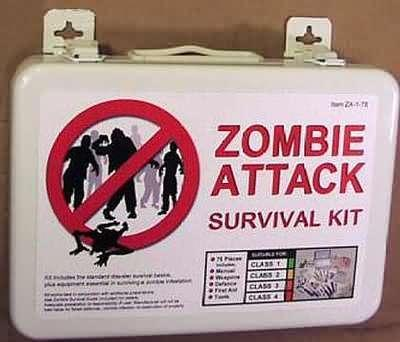 Item ZA-1-78
ZOMBIE
ATTACK
SURVIVAL KIT
Kit includes the standard disaster survival basics,
plus equipment essential in surviving a zombie infestation.
75 Pieces
Includes:
Manual
Weapons
Defence
First Aid
Tools
SUITABLE FOR:
CLASS 1
CLASS 2
CLASS 3
CLASS 4